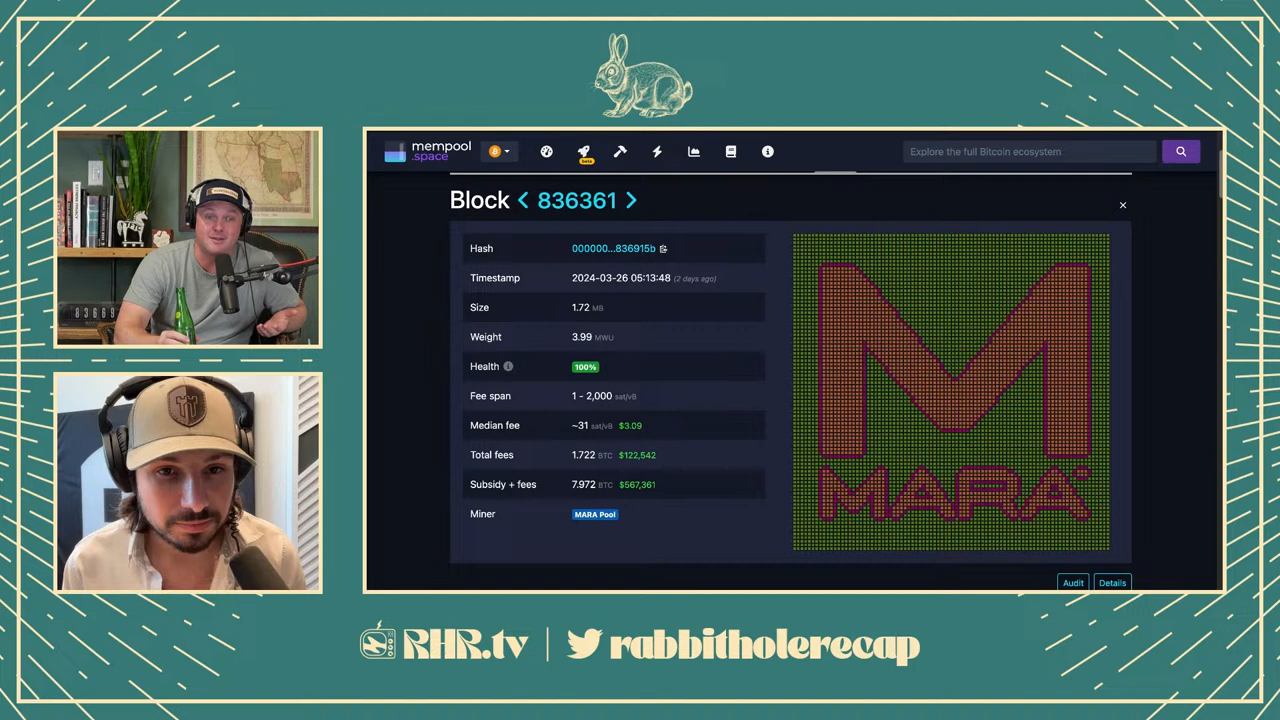 mempool
.space
beta
Explore the full Bitcoin ecosystem
Block < 836361 >
Hash 000000...836915b
Timestamp 2024-03-26 05:13:48 (2 days ago)
Size 1.72 MB
Weight 3.99 MWU
Health 100%
Fee span 1 - 2,000 sat/vB
Median fee ~31 sat/vB $3.09
Total fees 1.722 BTC $122,542
Subsidy + fees 7.972 BTC $567,361
Miner MARA Pool
M
MARA
Audit Details
RHR.tv | rabbitholerecap